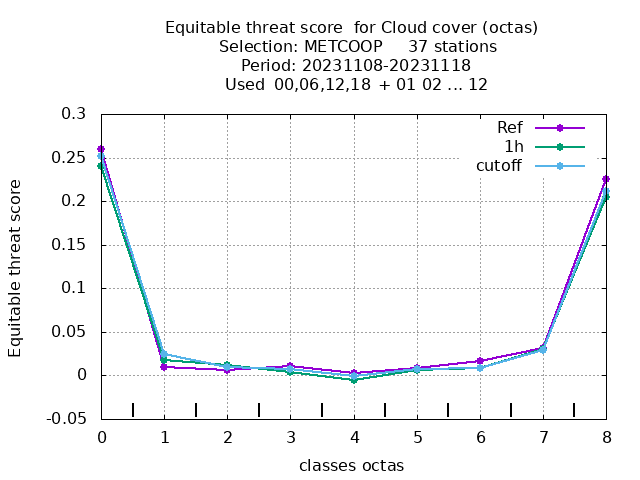 Equitable threat score  for Cloud cover (octas)
Selection: METCOOP     37 stations
Period: 20231108-20231118
Used  00,06,12,18 + 01 02 ... 12
Ref
1h
cutoff
Equitable threat score
0.3
0.25
0.2
0.15
0.1
0.05
0
-0.05
0 1 2 3 4 5 6 7 8
classes octas